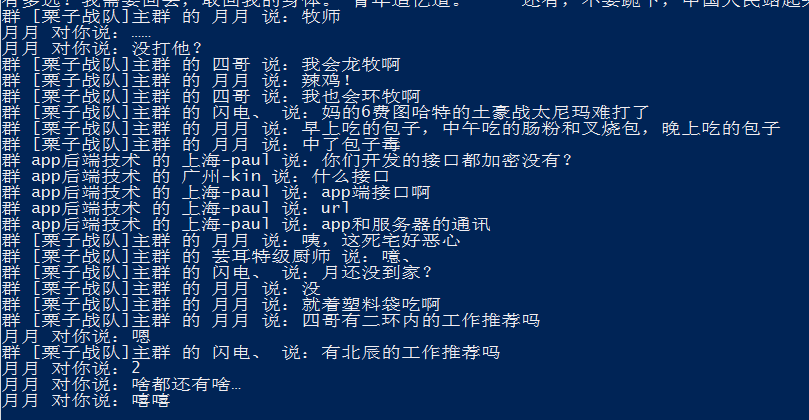 有多远？我需要回去，取回我的身体。
群 [栗子战队]主群 的 月月 说：牧师
月月 对你说：……
月月 对你说：没打他？
群 [栗子战队]主群 的 四哥 说：我会龙牧啊
群 [栗子战队]主群 的 月月 说：辣鸡！
群 [栗子战队]主群 的 四哥 说：我也会环牧啊
群 [栗子战队]主群 的 闪电、 说：妈的6费图哈特的土豪战太尼玛难打了
群 [栗子战队]主群 的 月月 说：早上吃的包子，中午吃的肠粉和叉烧包，晚上吃的包子
群 [栗子战队]主群 的 月月 说：中了包子毒
群 app后端技术 的 上海-paul 说：你们开发的接口都加密没有？
群 app后端技术 的 广州-kin 说：什么接口
群 app后端技术 的 上海-paul 说：app端接口啊
群 app后端技术 的 上海-paul 说：url
群 app后端技术 的 上海-paul 说：app和服务器的通讯
群 [栗子战队]主群 的 月月 说：咦，这死宅好恶心
群 [栗子战队]主群 的 芸耳特级厨师 说：噫、
群 [栗子战队]主群 的 闪电、 说：月还没到家？
群 [栗子战队]主群 的 月月 说：没
群 [栗子战队]主群 的 月月 说：就着塑料袋吃啊
群 [栗子战队]主群 的 月月 说：四哥有二环内的工作推荐吗
月月 对你说：嗯
群 [栗子战队]主群 的 闪电、 说：有北辰的工作推荐吗
月月 对你说：2
月月 对你说：啥都还有啥…
月月 对你说：嘻嘻